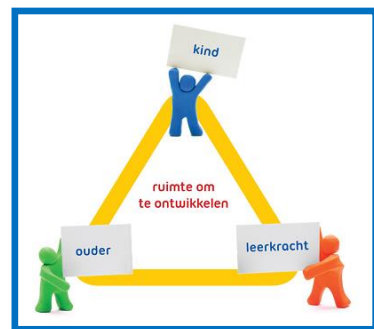 kind
ruimte om
te ontwikkelen
ouder
leerkracht